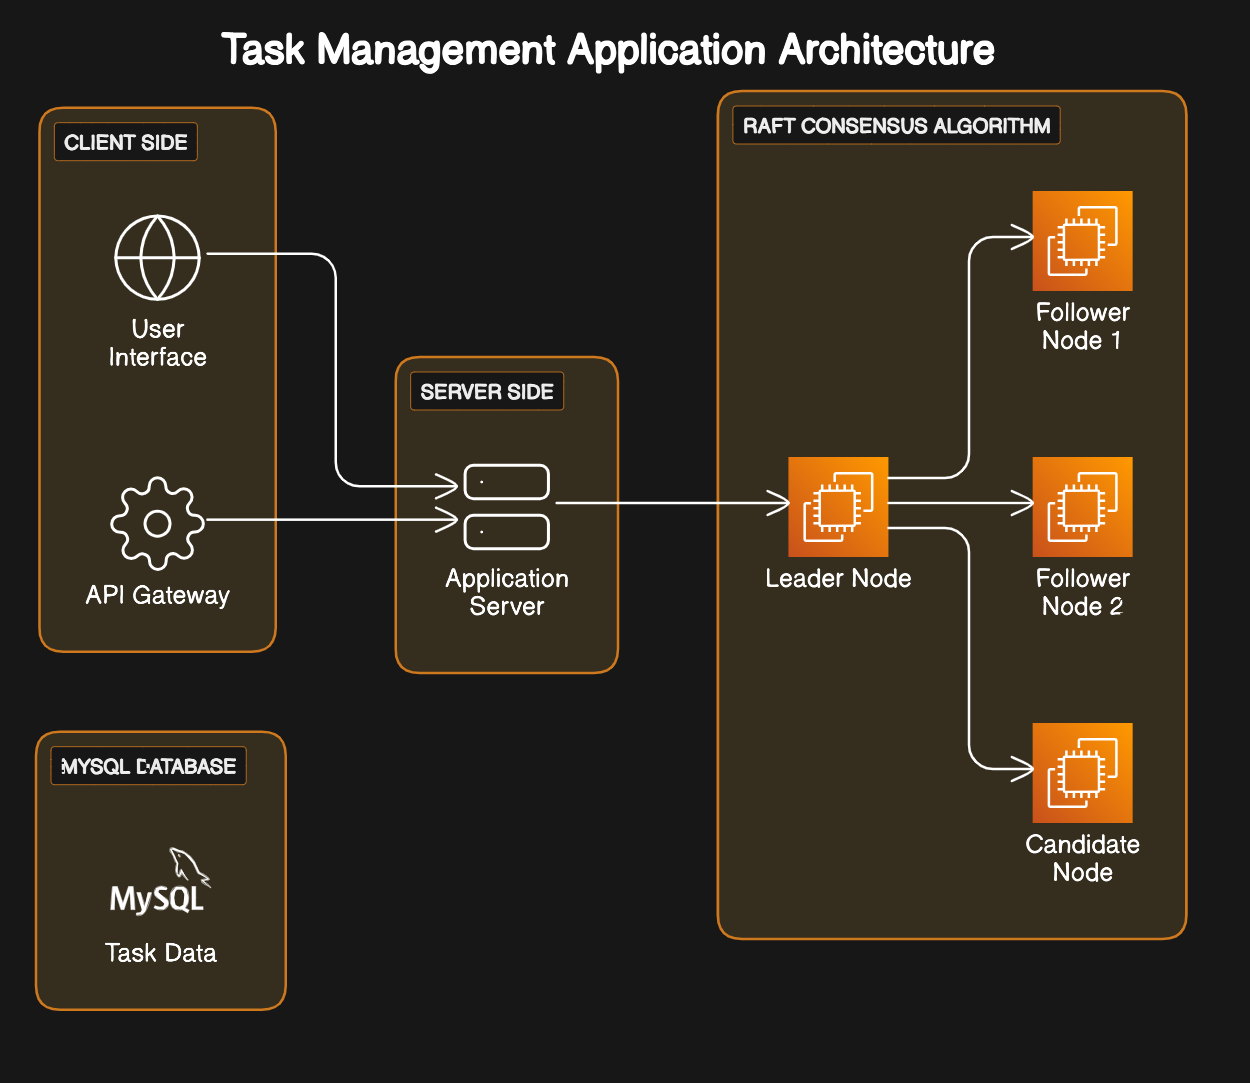 Task Management Application Architecture
CLIENT SIDE
User
Interface
API Gateway
SERVER SIDE
Application
Server
RAFT CONSENSUS ALGORITHM
Follower
Node 1
Leader Node
Follower
Node 2
Candidate
Node
MYSQL DATABASE
MySQL
Task Data